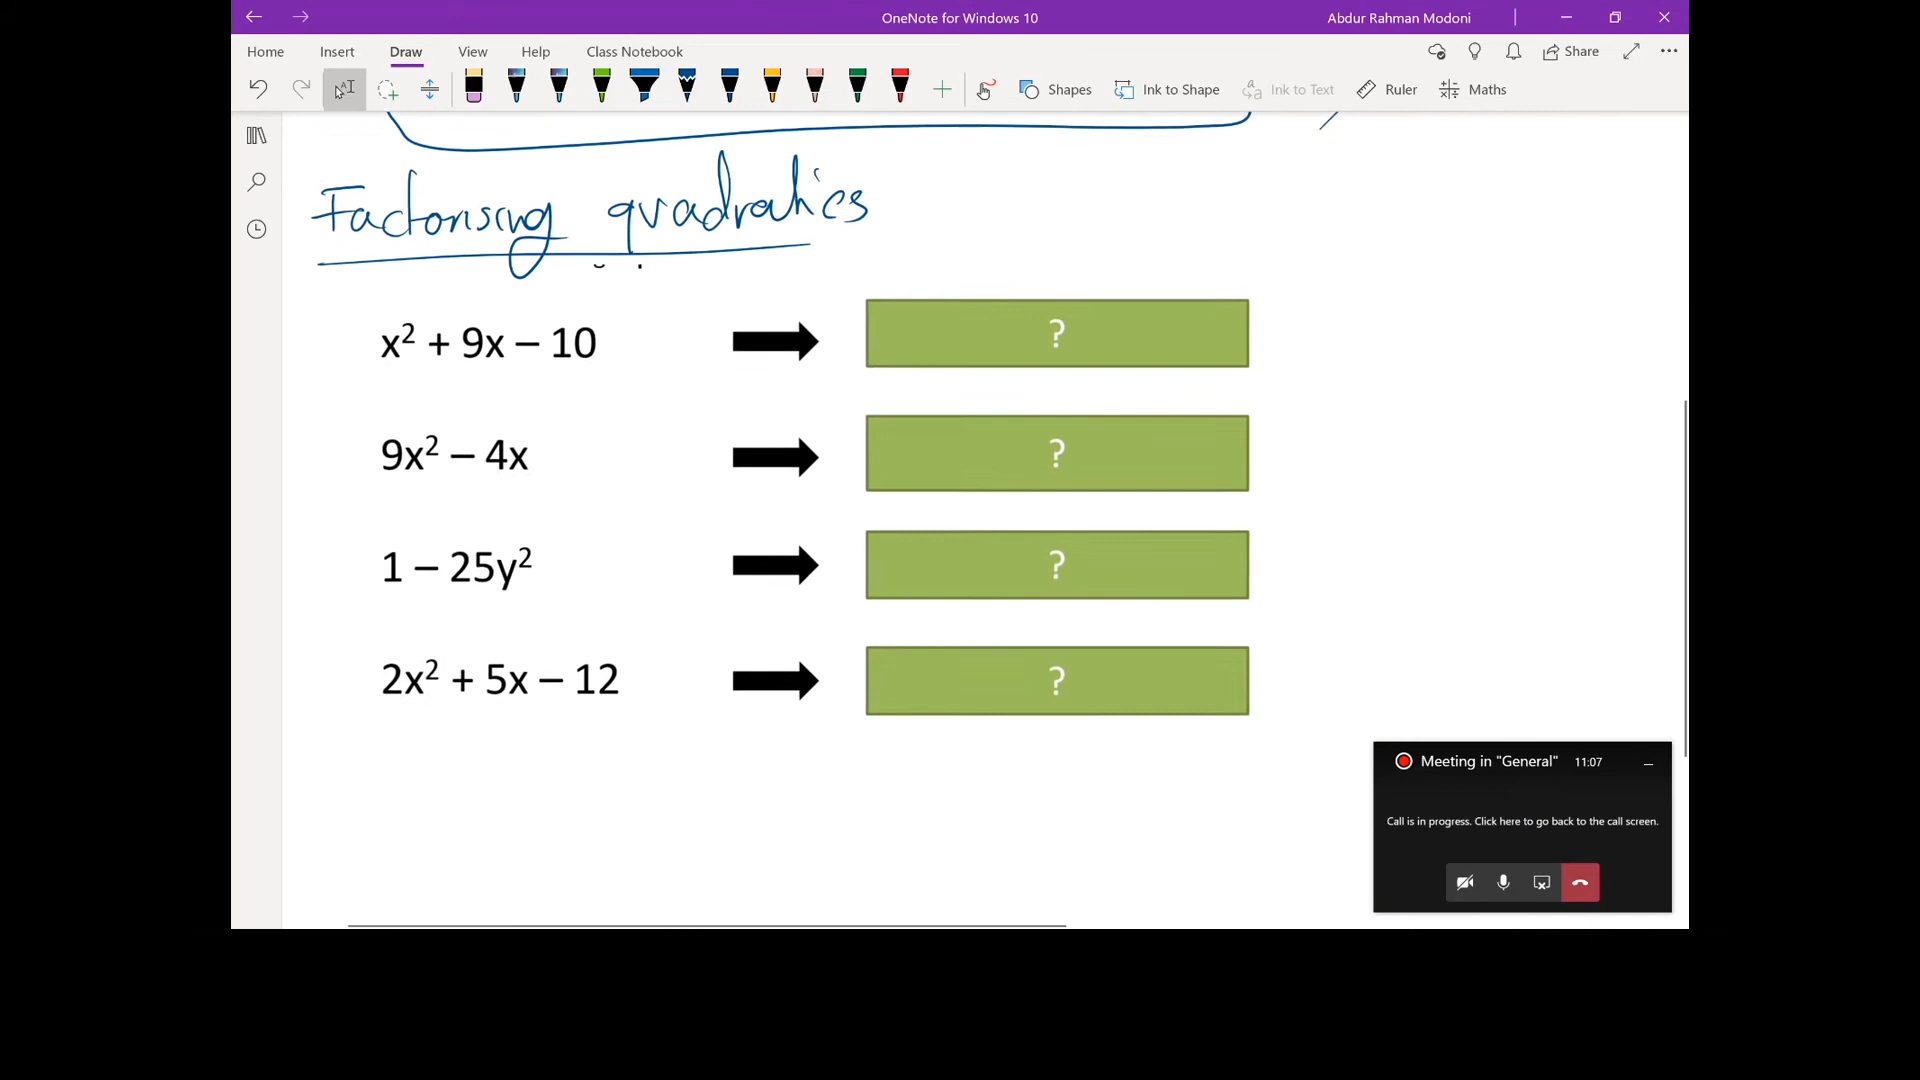 OneNote for Windows 10
Abdur Rahman Modoni
Home Insert Draw View Help Class Notebook
Share
Shapes
Ink to Shape
Ink to Text
Ruler
Maths
Factorising quadratics
x² + 9x – 10
?
9x² – 4x
?
1 – 25y²
?
2x² + 5x – 12
?
Meeting in "General" 11:07
Call is in progress. Click here to go back to the call screen.